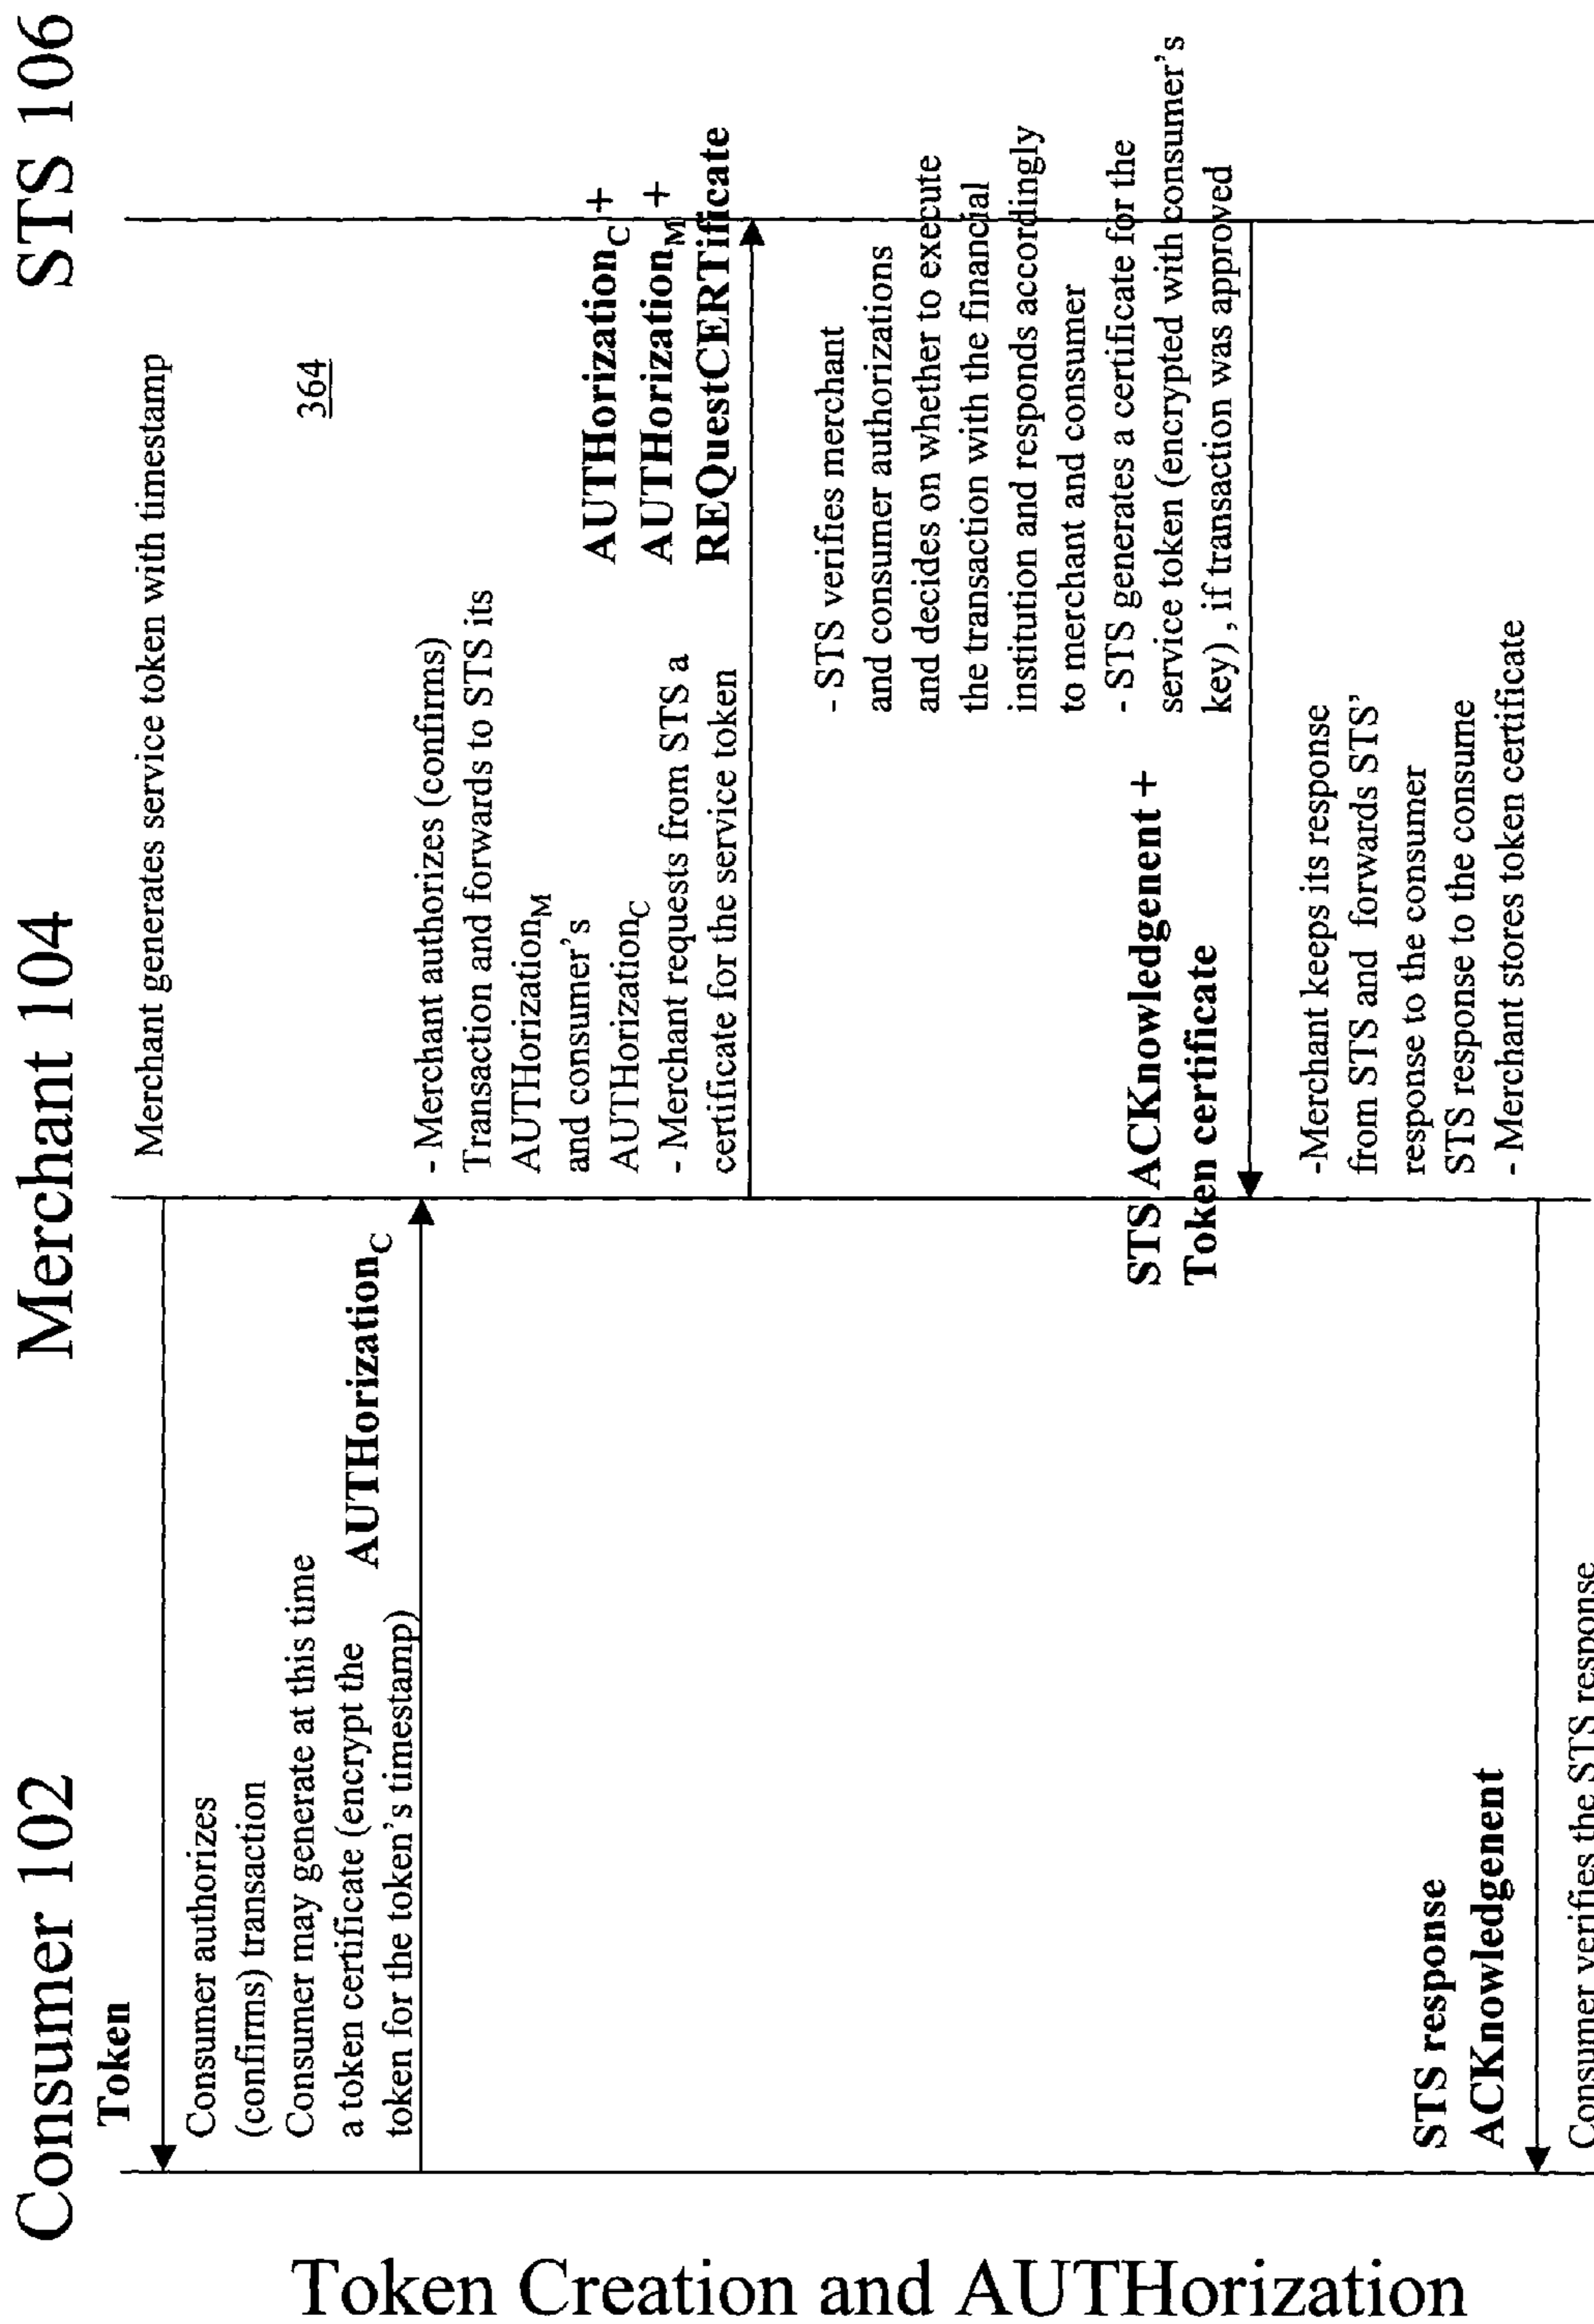 Token Creation and AUTHorization
Consumer 102
Merchant 104
STS 106
Token
Merchant generates service token with timestamp
Consumer authorizes
(confirms) transaction
Consumer may generate at this time
a token certificate (encrypt the
token for the token's timestamp)
AUTHorizationC
364
- Merchant authorizes (confirms)
Transaction and forwards to STS its
AUTHorizationM
and consumer's
AUTHorizationC
- Merchant requests from STS a
certificate for the service token
AUTHorizationC +
AUTHorizationM +
REQuestCERTificate
- STS verifies merchant
and consumer authorizations
and decides on whether to execute
the transaction with the financial
institution and responds accordingly
to merchant and consumer
- STS generates a certificate for the
service token (encrypted with consumer's
key) , if transaction was approved
STS ACKnowledgenent +
Token certificate
-Merchant keeps its response
from STS and forwards STS'
response to the consumer
STS response to the consume
- Merchant stores token certificate
STS response
ACKnowledgenent
Consumer verifies the STS response